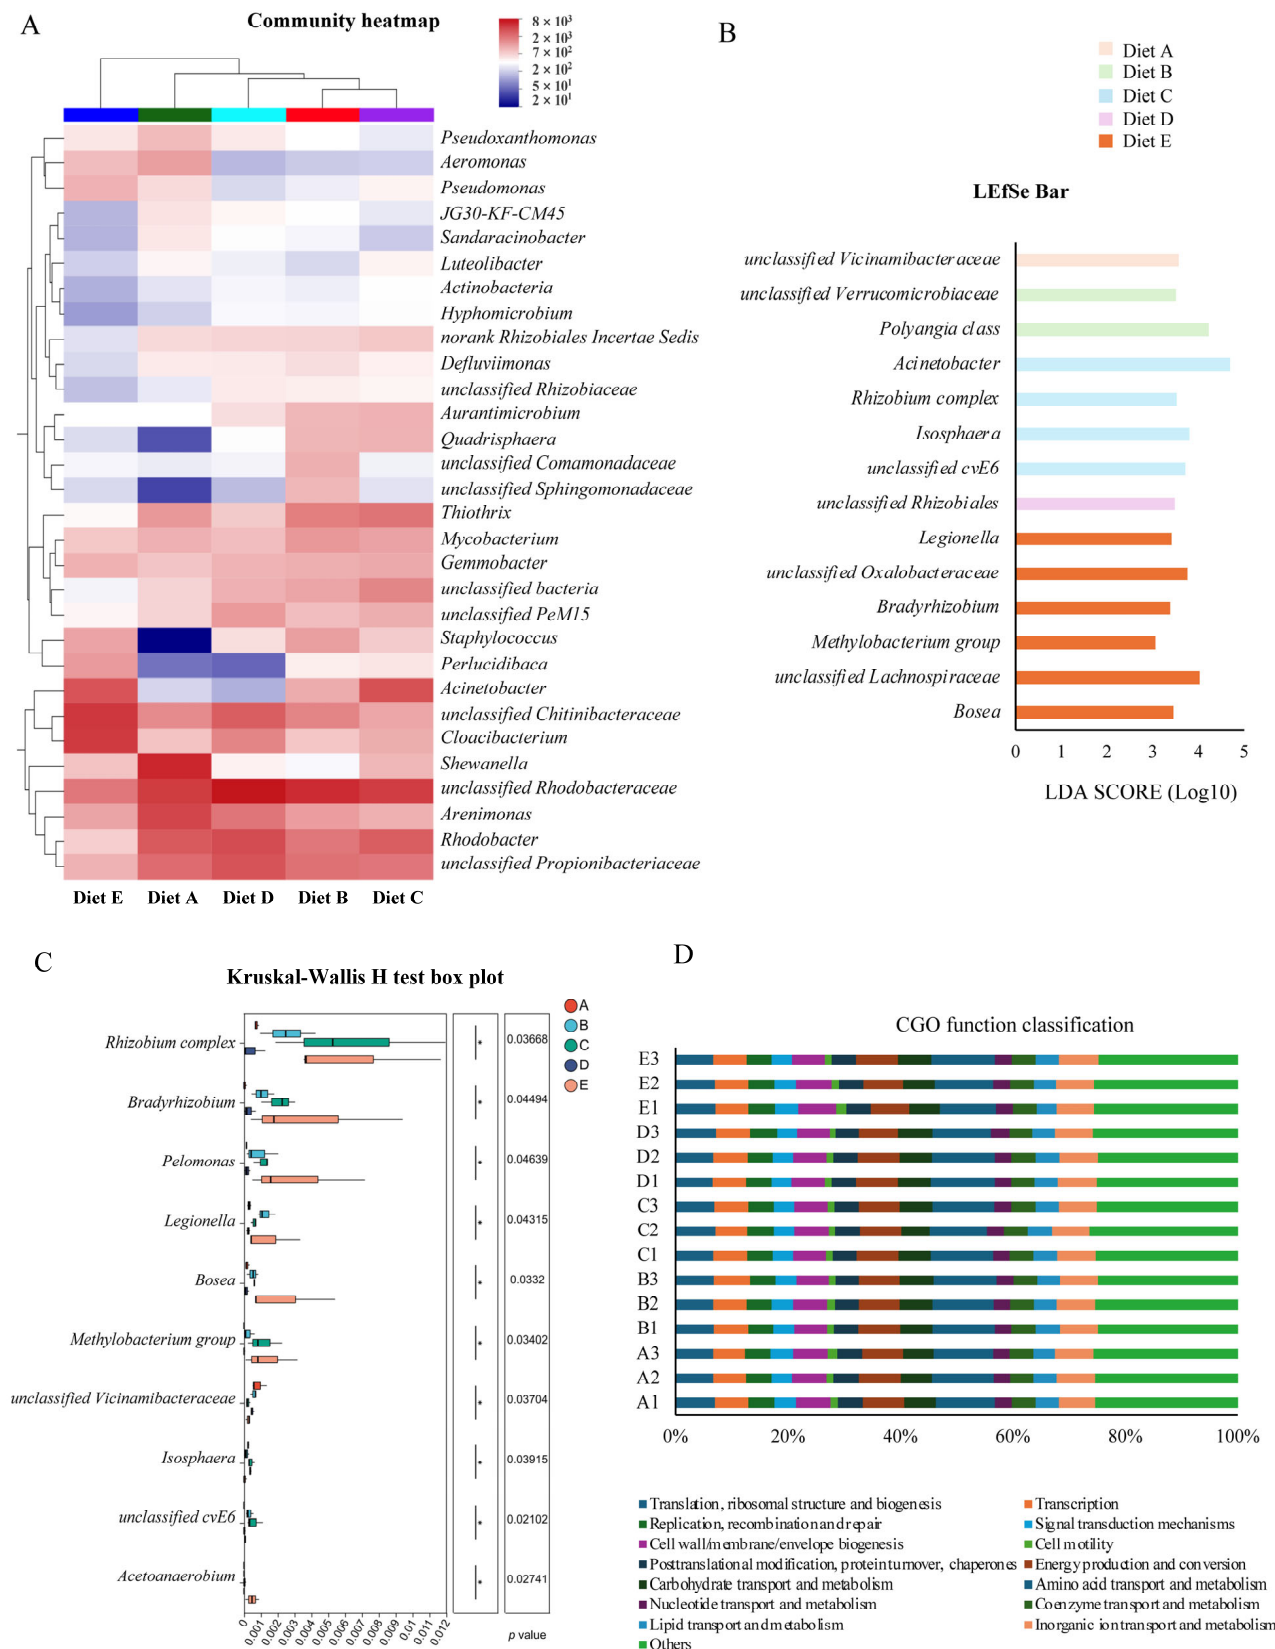 A
Community heatmap
8 × 10³
2 × 10³
7 × 10²
2 × 10²
5 × 10¹
2 × 10¹
Pseudoxanthomonas
Aeromonas
Pseudomonas
JG30-KF-CM45
Sandaracinobacter
Luteolibacter
Actinobacteria
Hyphomicrobium
norank Rhizobiales Incertae Sedis
Defluviimonas
unclassified Rhizobiaceae
Aurantimicrobium
Quadrisphaera
unclassified Comamonadaceae
unclassified Sphingomonadaceae
Thiothrix
Mycobacterium
Gemmobacter
unclassified bacteria
unclassified PeM15
Staphylococcus
Perlucidibaca
Acinetobacter
unclassified Chitinibacteraceae
Cloacibacterium
Shewanella
unclassified Rhodobacteraceae
Arenimonas
Rhodobacter
unclassified Propionibacteriaceae
Diet E Diet A Diet D Diet B Diet C
B
Diet A
Diet B
Diet C
Diet D
Diet E
LEfSe Bar
unclassified Vicinamibacteraceae
unclassified Verrucomicrobiaceae
Polyangia class
Acinetobacter
Rhizobium complex
Isosphaera
unclassified cvE6
unclassified Rhizobiales
Legionella
unclassified Oxalobacteraceae
Bradyrhizobium
Methylobacterium group
unclassified Lachnospiraceae
Bosea
0 1 2 3 4 5
LDA SCORE (Log10)
C
Kruskal-Wallis H test box plot
A
B
C
D
E
Rhizobium complex * 0.03668
Bradyrhizobium * 0.04494
Pelomonas * 0.04639
Legionella * 0.04315
Bosea * 0.0332
Methylobacterium group * 0.03402
unclassified Vicinamibacteraceae * 0.03704
Isosphaera * 0.03915
unclassified cvE6 * 0.02102
Acetoanaerobium * 0.02741
0 0.001 0.002 0.003 0.004 0.005 0.006 0.007 0.008 0.009 0.01 0.011 0.012
p value
D
CGO function classification
E3
E2
E1
D3
D2
D1
C3
C2
C1
B3
B2
B1
A3
A2
A1
0% 20% 40% 60% 80% 100%
Translation, ribosomal structure and biogenesis
Transcription
Replication, recombination and repair
Signal transduction mechanisms
Cell wall/membrane/envelope biogenesis
Cell motility
Posttranslational modification, protein turnover, chaperones
Energy production and conversion
Carbohydrate transport and metabolism
Amino acid transport and metabolism
Nucleotide transport and metabolism
Coenzyme transport and metabolism
Lipid transport and metabolism
Inorganic ion transport and metabolism
Others